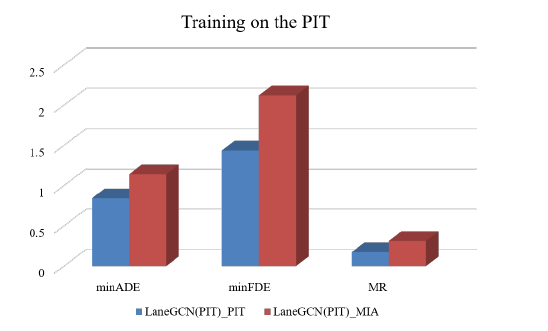 Training on the PIT
2.5
2
1.5
1
0.5
0
minADE minFDE MR
LaneGCN(PIT)_PIT LaneGCN(PIT)_MIA